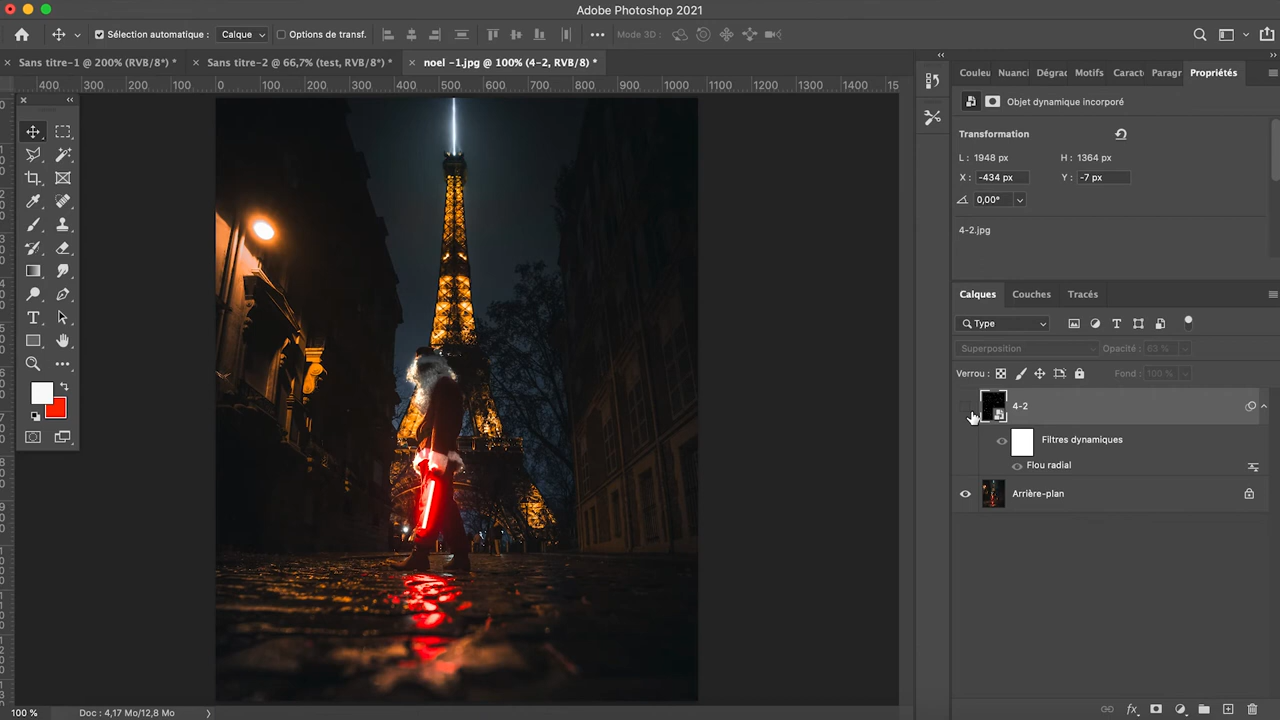 Adobe Photoshop 2021
Sélection automatique : Calque Options de transf. Mode 3D :
Sans titre-1 @ 200% (RVB/8*) * Sans titre-2 @ 66,7% (test, RVB/8*) * noel -1.jpg @ 100% (4-2, RVB/8) *
400 300 200 100 0 100 200 300 400 500 600 700 800 900 1000 1100 1200 1300 1400 15
Couleu Nuanci Dégrac Motifs Caract Paragr Propriétés
Objet dynamique incorporé
Transformation
L : 1948 px H : 1364 px
X : -434 px Y : -7 px
0,00°
4-2.jpg
Calques Couches Tracés
Type
Superposition Opacité : 63 %
Verrou : Fond : 100 %
4-2
Filtres dynamiques
Flou radial
Arrière-plan
100 % Doc : 4,17 Mo/12,8 Mo